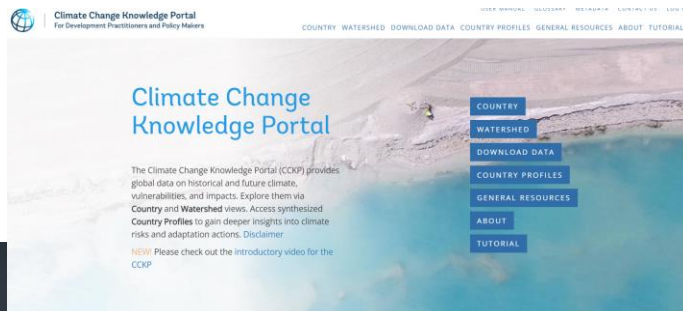 USER MANUAL GLOSSARY METADATA CONTACT US LOG
Climate Change Knowledge Portal
For Development Practitioners and Policy Makers
COUNTRY WATERSHED DOWNLOAD DATA COUNTRY PROFILES GENERAL RESOURCES ABOUT TUTORIAL
Climate Change
Knowledge Portal
The Climate Change Knowledge Portal (CCKP) provides
global data on historical and future climate,
vulnerabilities, and impacts. Explore them via
Country and Watershed views. Access synthesized
Country Profiles to gain deeper insights into climate
risks and adaptation actions. Disclaimer
NEW! Please check out the introductory video for the
CCKP
COUNTRY
WATERSHED
DOWNLOAD DATA
COUNTRY PROFILES
GENERAL RESOURCES
ABOUT
TUTORIAL